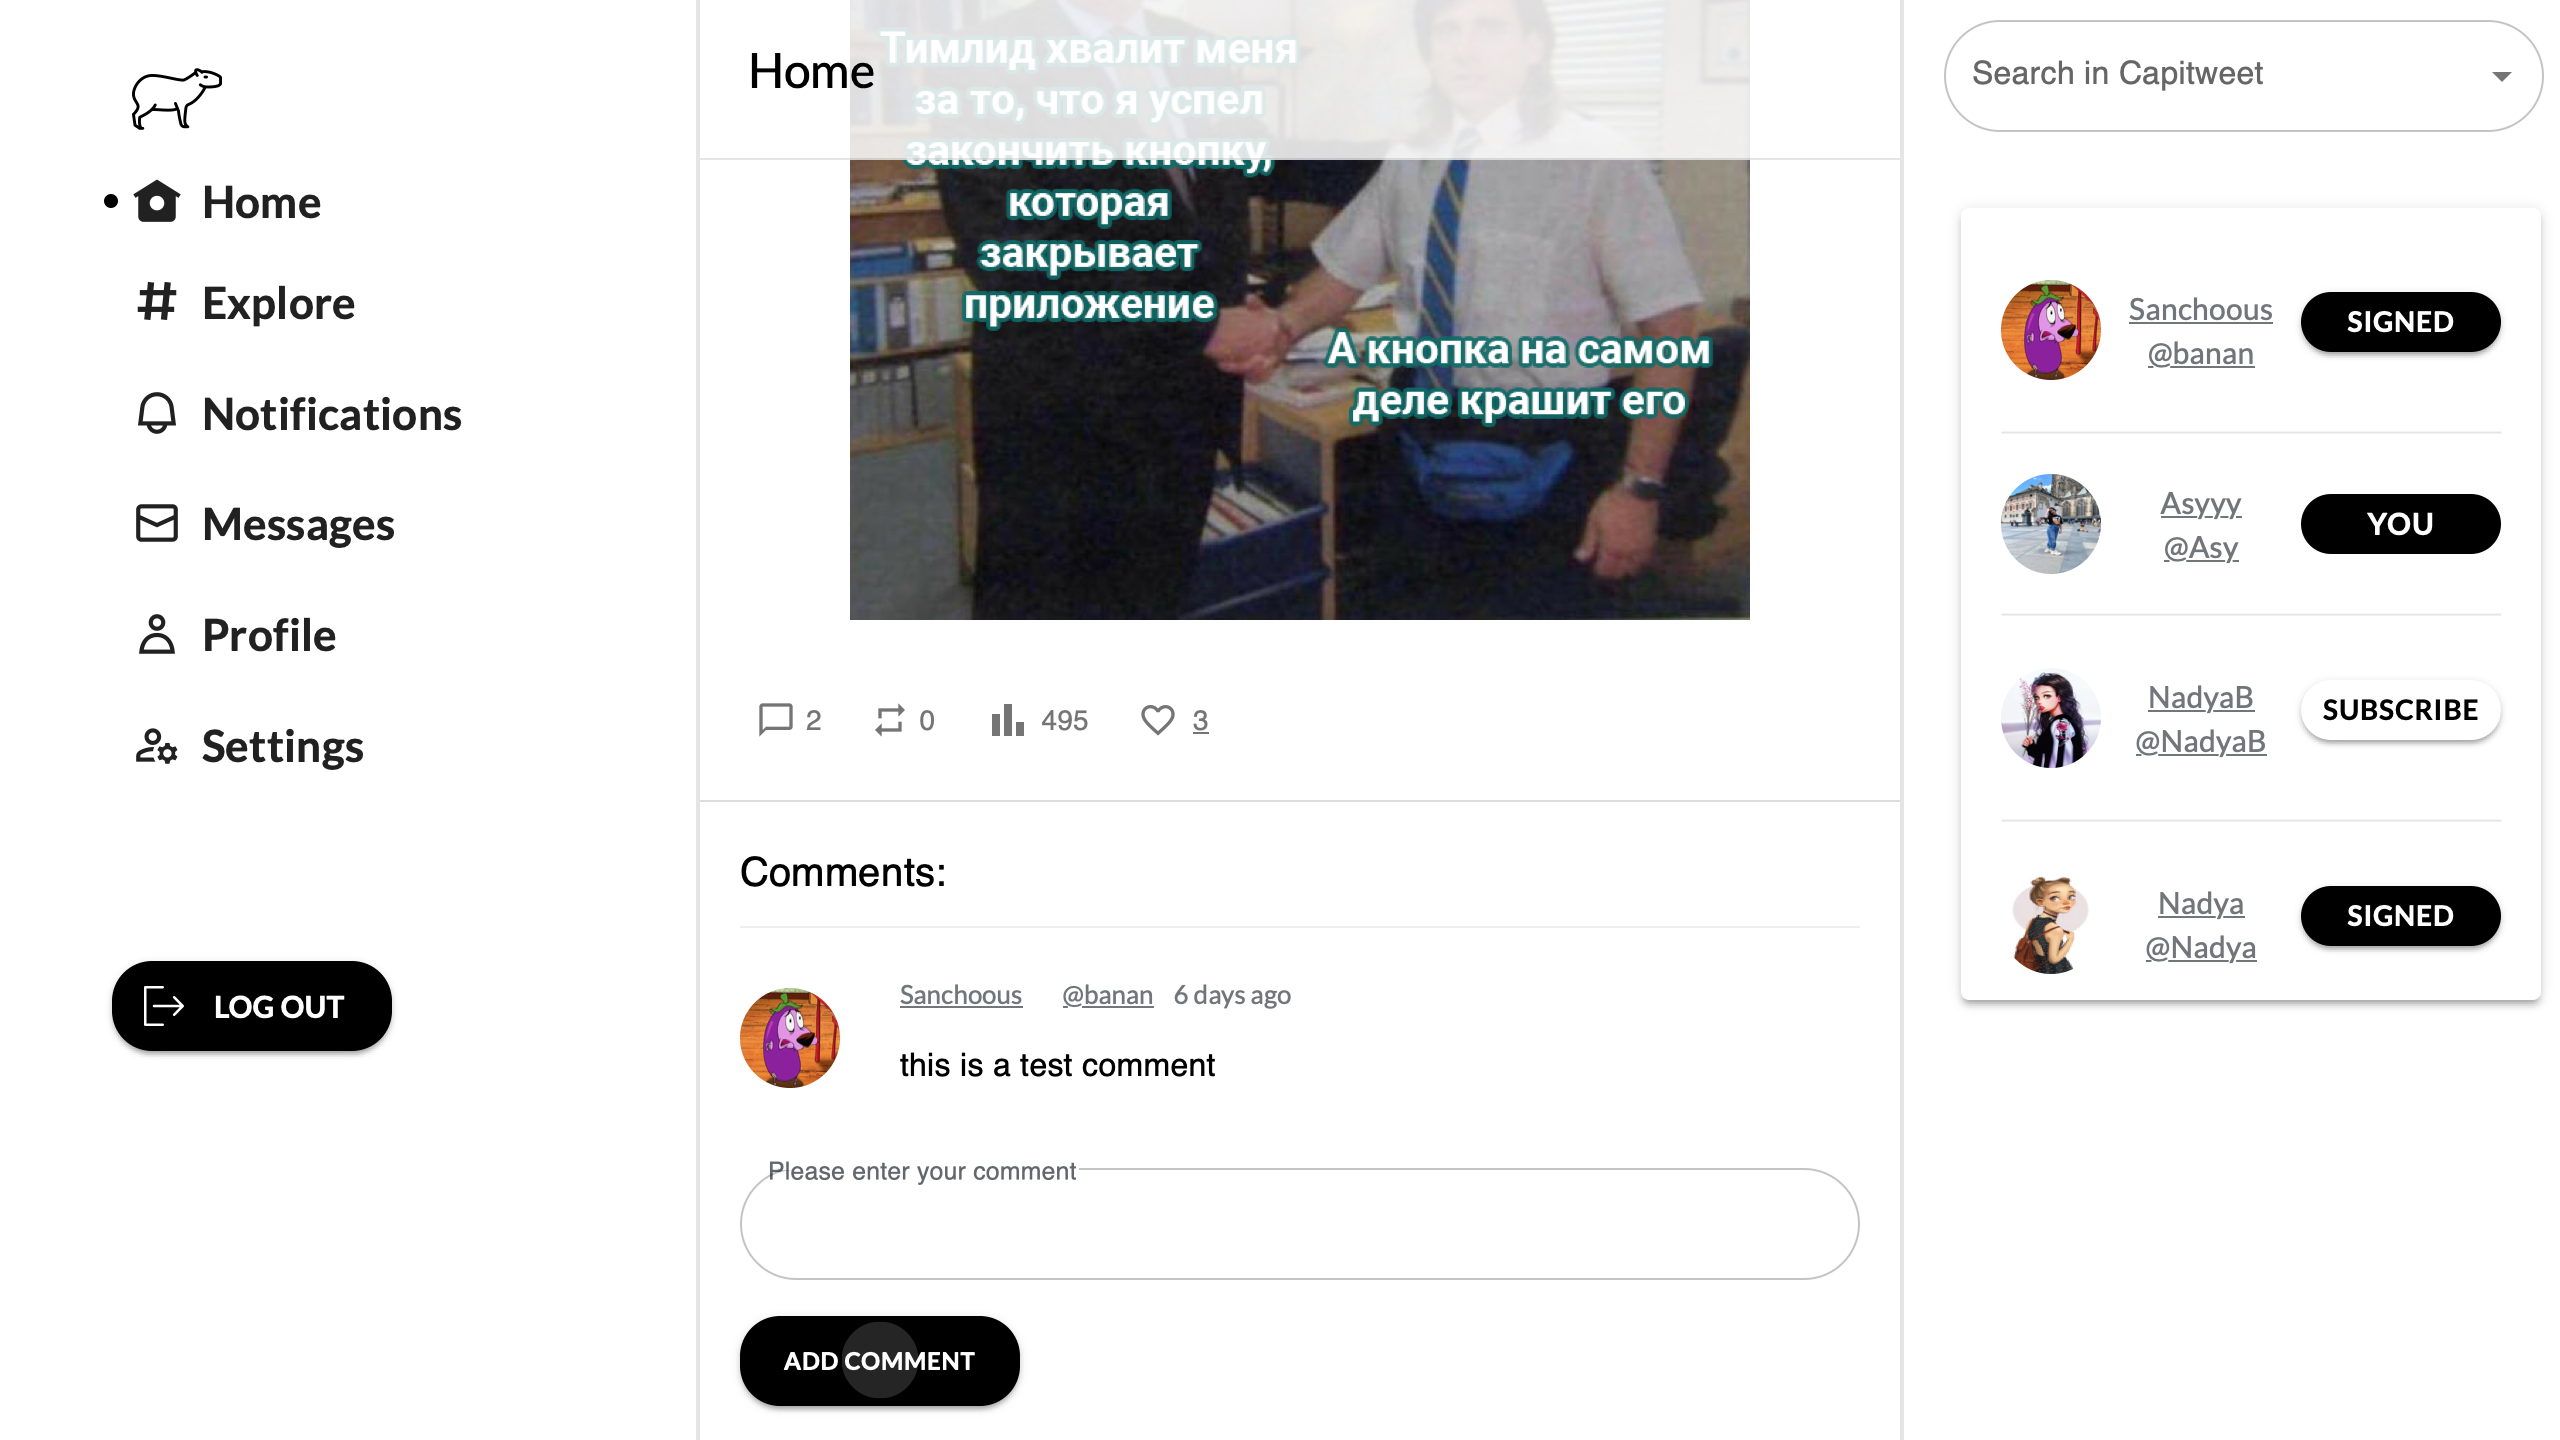 Home
Explore
Notifications
Messages
Profile
Settings
LOG OUT
Home
Тимлид хвалит меня
за то, что я успел
закончить кнопку,
которая
закрывает
приложение
А кнопка на самом
деле крашит его
2
0
495
3
Comments:
Sanchoous @banan 6 days ago
this is a test comment
Please enter your comment
ADD COMMENT
Search in Capitweet
Sanchoous
@banan
SIGNED
Asyyy
@Asy
YOU
NadyaB
@NadyaB
SUBSCRIBE
Nadya
@Nadya
SIGNED